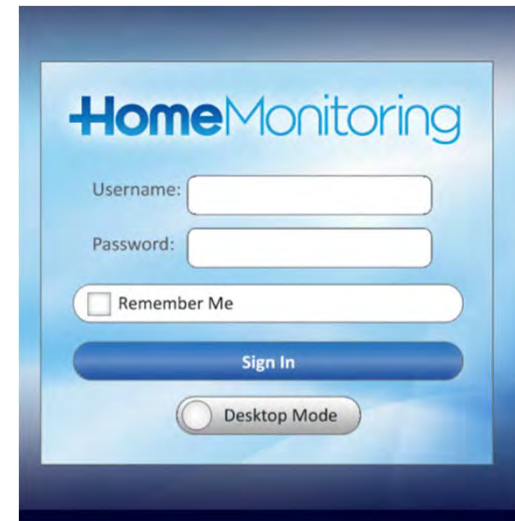 HomeMonitoring
Username:
Password:
Remember Me
Sign In
Desktop Mode